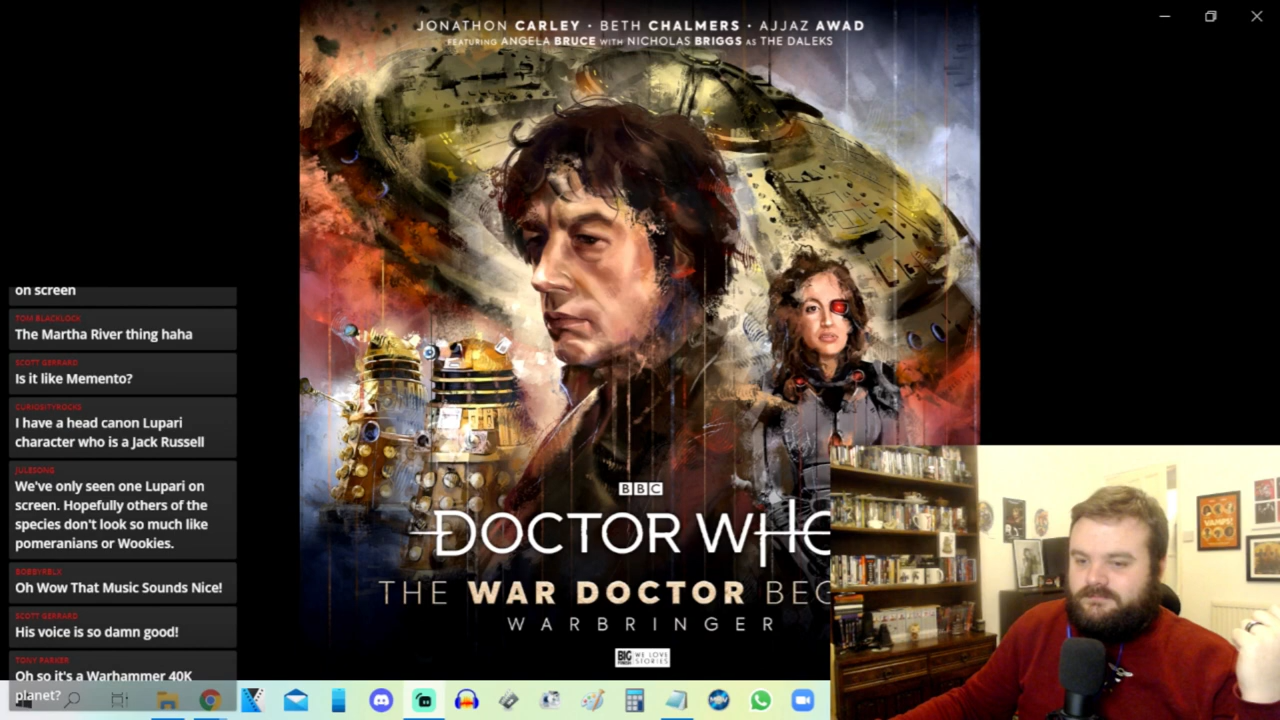 JONATHON CARLEY • BETH CHALMERS • AJJAZ AWAD
FEATURING ANGELA BRUCE WITH NICHOLAS BRIGGS AS THE DALEKS
on screen
TOM BLACKLOCK
The Martha River thing haha
SCOTT GERRARD
Is it like Memento?
CURIOSITYROCKS
I have a head canon Lupari
character who is a Jack Russell
JULESONG
We've only seen one Lupari on
screen. Hopefully others of the
species don't look so much like
pomeranians or Wookies.
Oh Wow That Music Sounds Nice!
SCOTT GERRARD
His voice is so damn good!
TONY PARKER
Oh so it's a Warhammer 40K
planet?
BBC
DOCTOR WHO
THE WAR DOCTOR BEG
WARBRINGER
BIG FINISH
WE LOVE
STORIES
VAMPS!